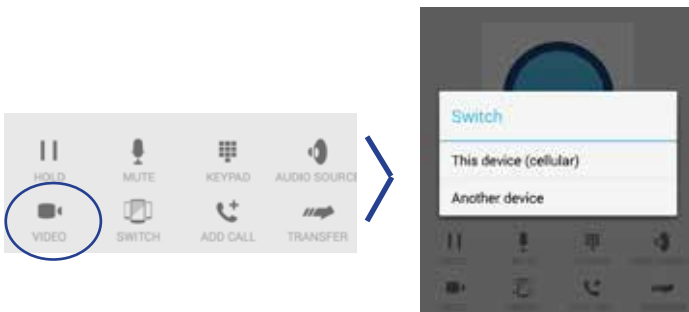 HOLD MUTE KEYPAD AUDIO SOURCE
VIDEO SWITCH ADD CALL TRANSFER
Switch
This device (cellular)
Another device